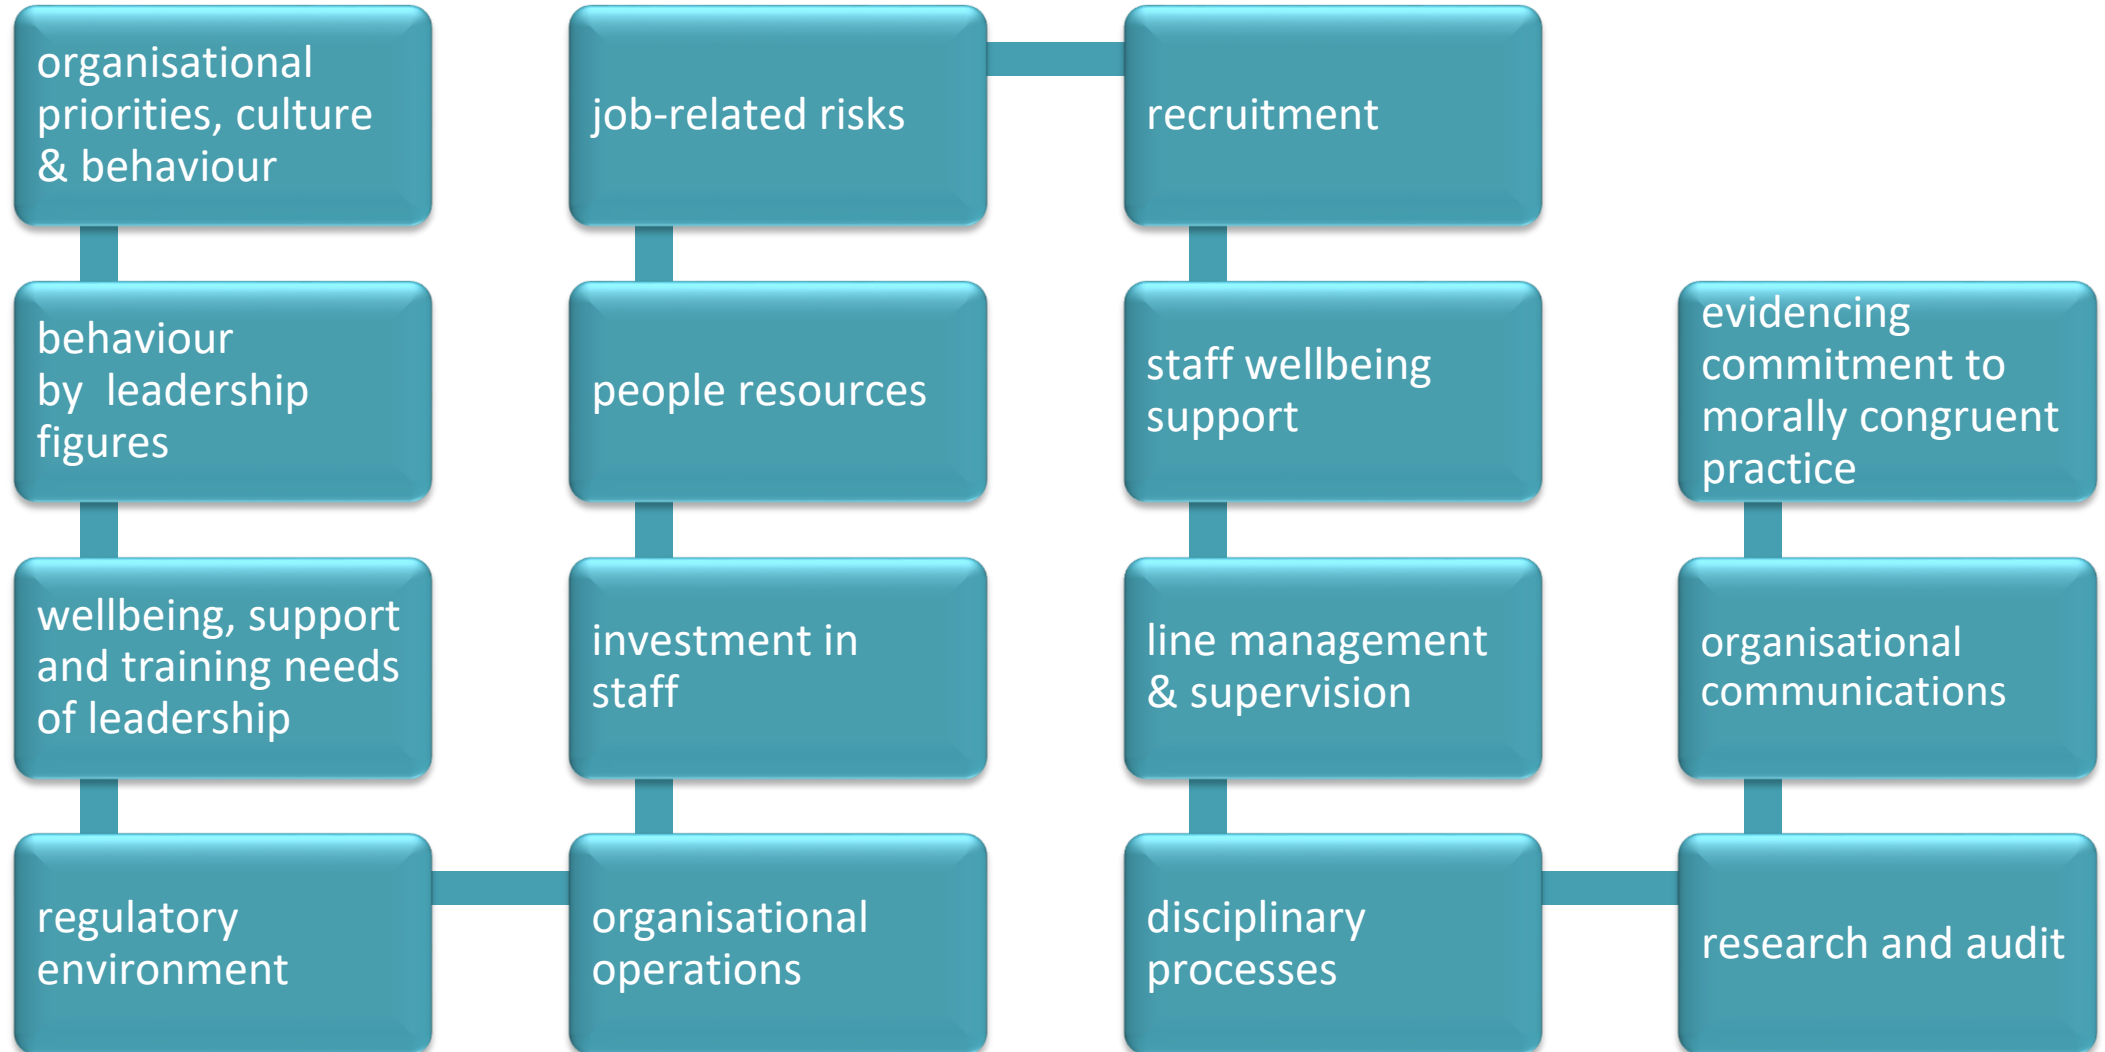 organisational
priorities, culture
& behaviour
behaviour
by  leadership
figures
wellbeing, support
and training needs
of leadership
regulatory
environment
organisational
operations
investment in
staff
people resources
job-related risks
recruitment
staff wellbeing
support
line management
& supervision
disciplinary
processes
research and audit
organisational
communications
evidencing
commitment to
morally congruent
practice